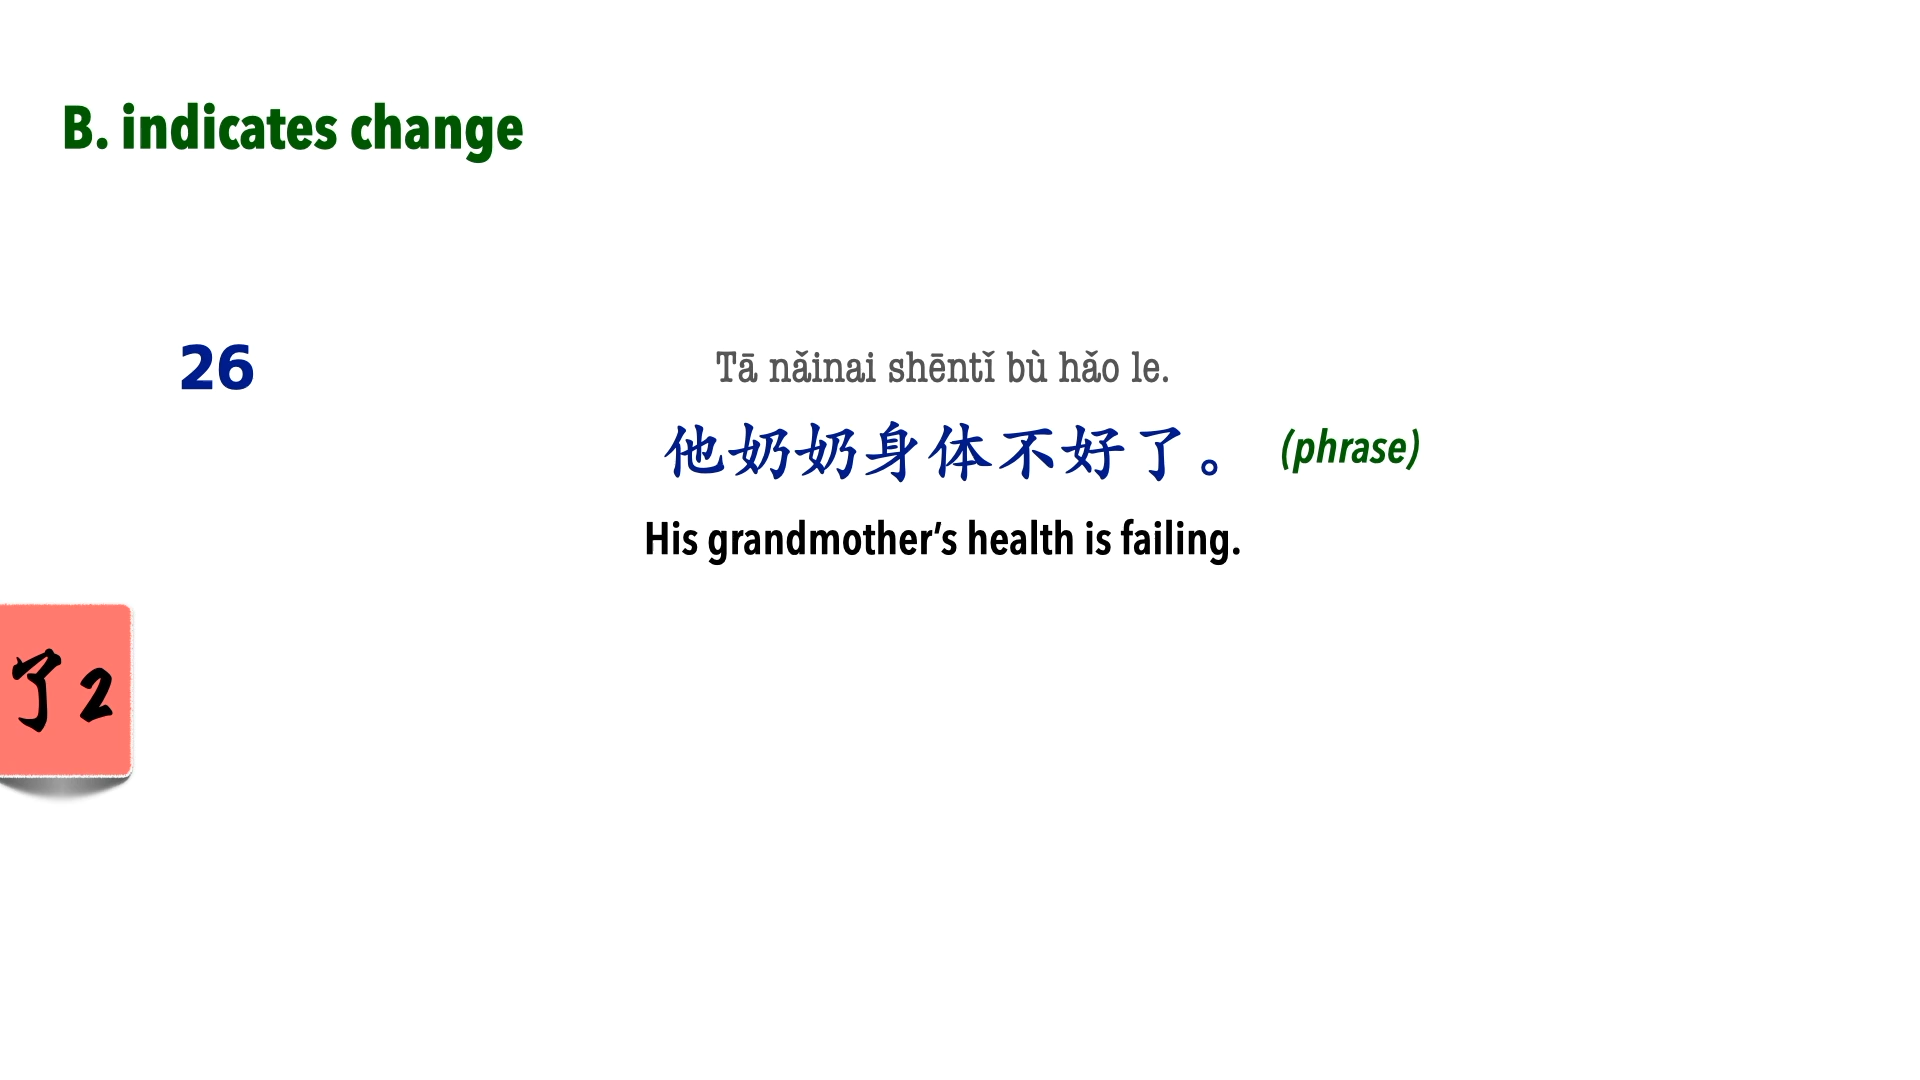 B. indicates change
26
Tā nǎinai shēntǐ bù hǎo le.
他奶奶身体不好了。 (phrase)
His grandmother‘s health is failing.
了2